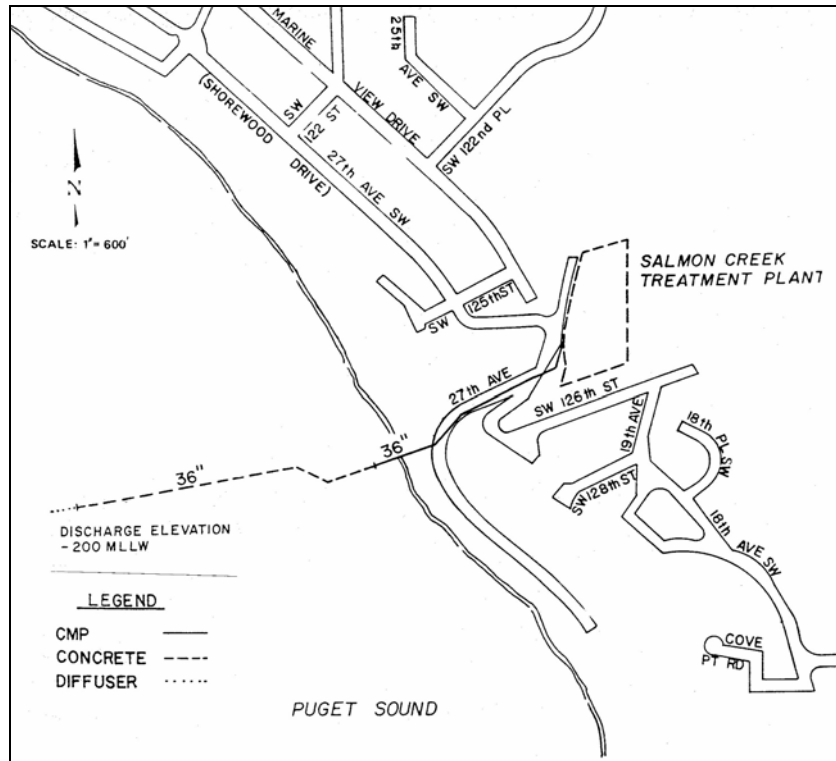 MARINE
VIEW DRIVE
25th
AVE SW
SW 122nd PL
(SHOREWOOD
DRIVE)
SW
122 ST
27th AVE SW
N
SCALE: 1"= 600'
SALMON CREEK
TREATMENT PLANT
SW 125th ST
27th AVE
SW 126th ST
19th AVE
18th PL SW
SW 128th ST
18th AVE SW
36"
36"
DISCHARGE ELEVATION
- 200 MLLW
LEGEND
CMP
CONCRETE
DIFFUSER
COVE
PT RD
PUGET SOUND